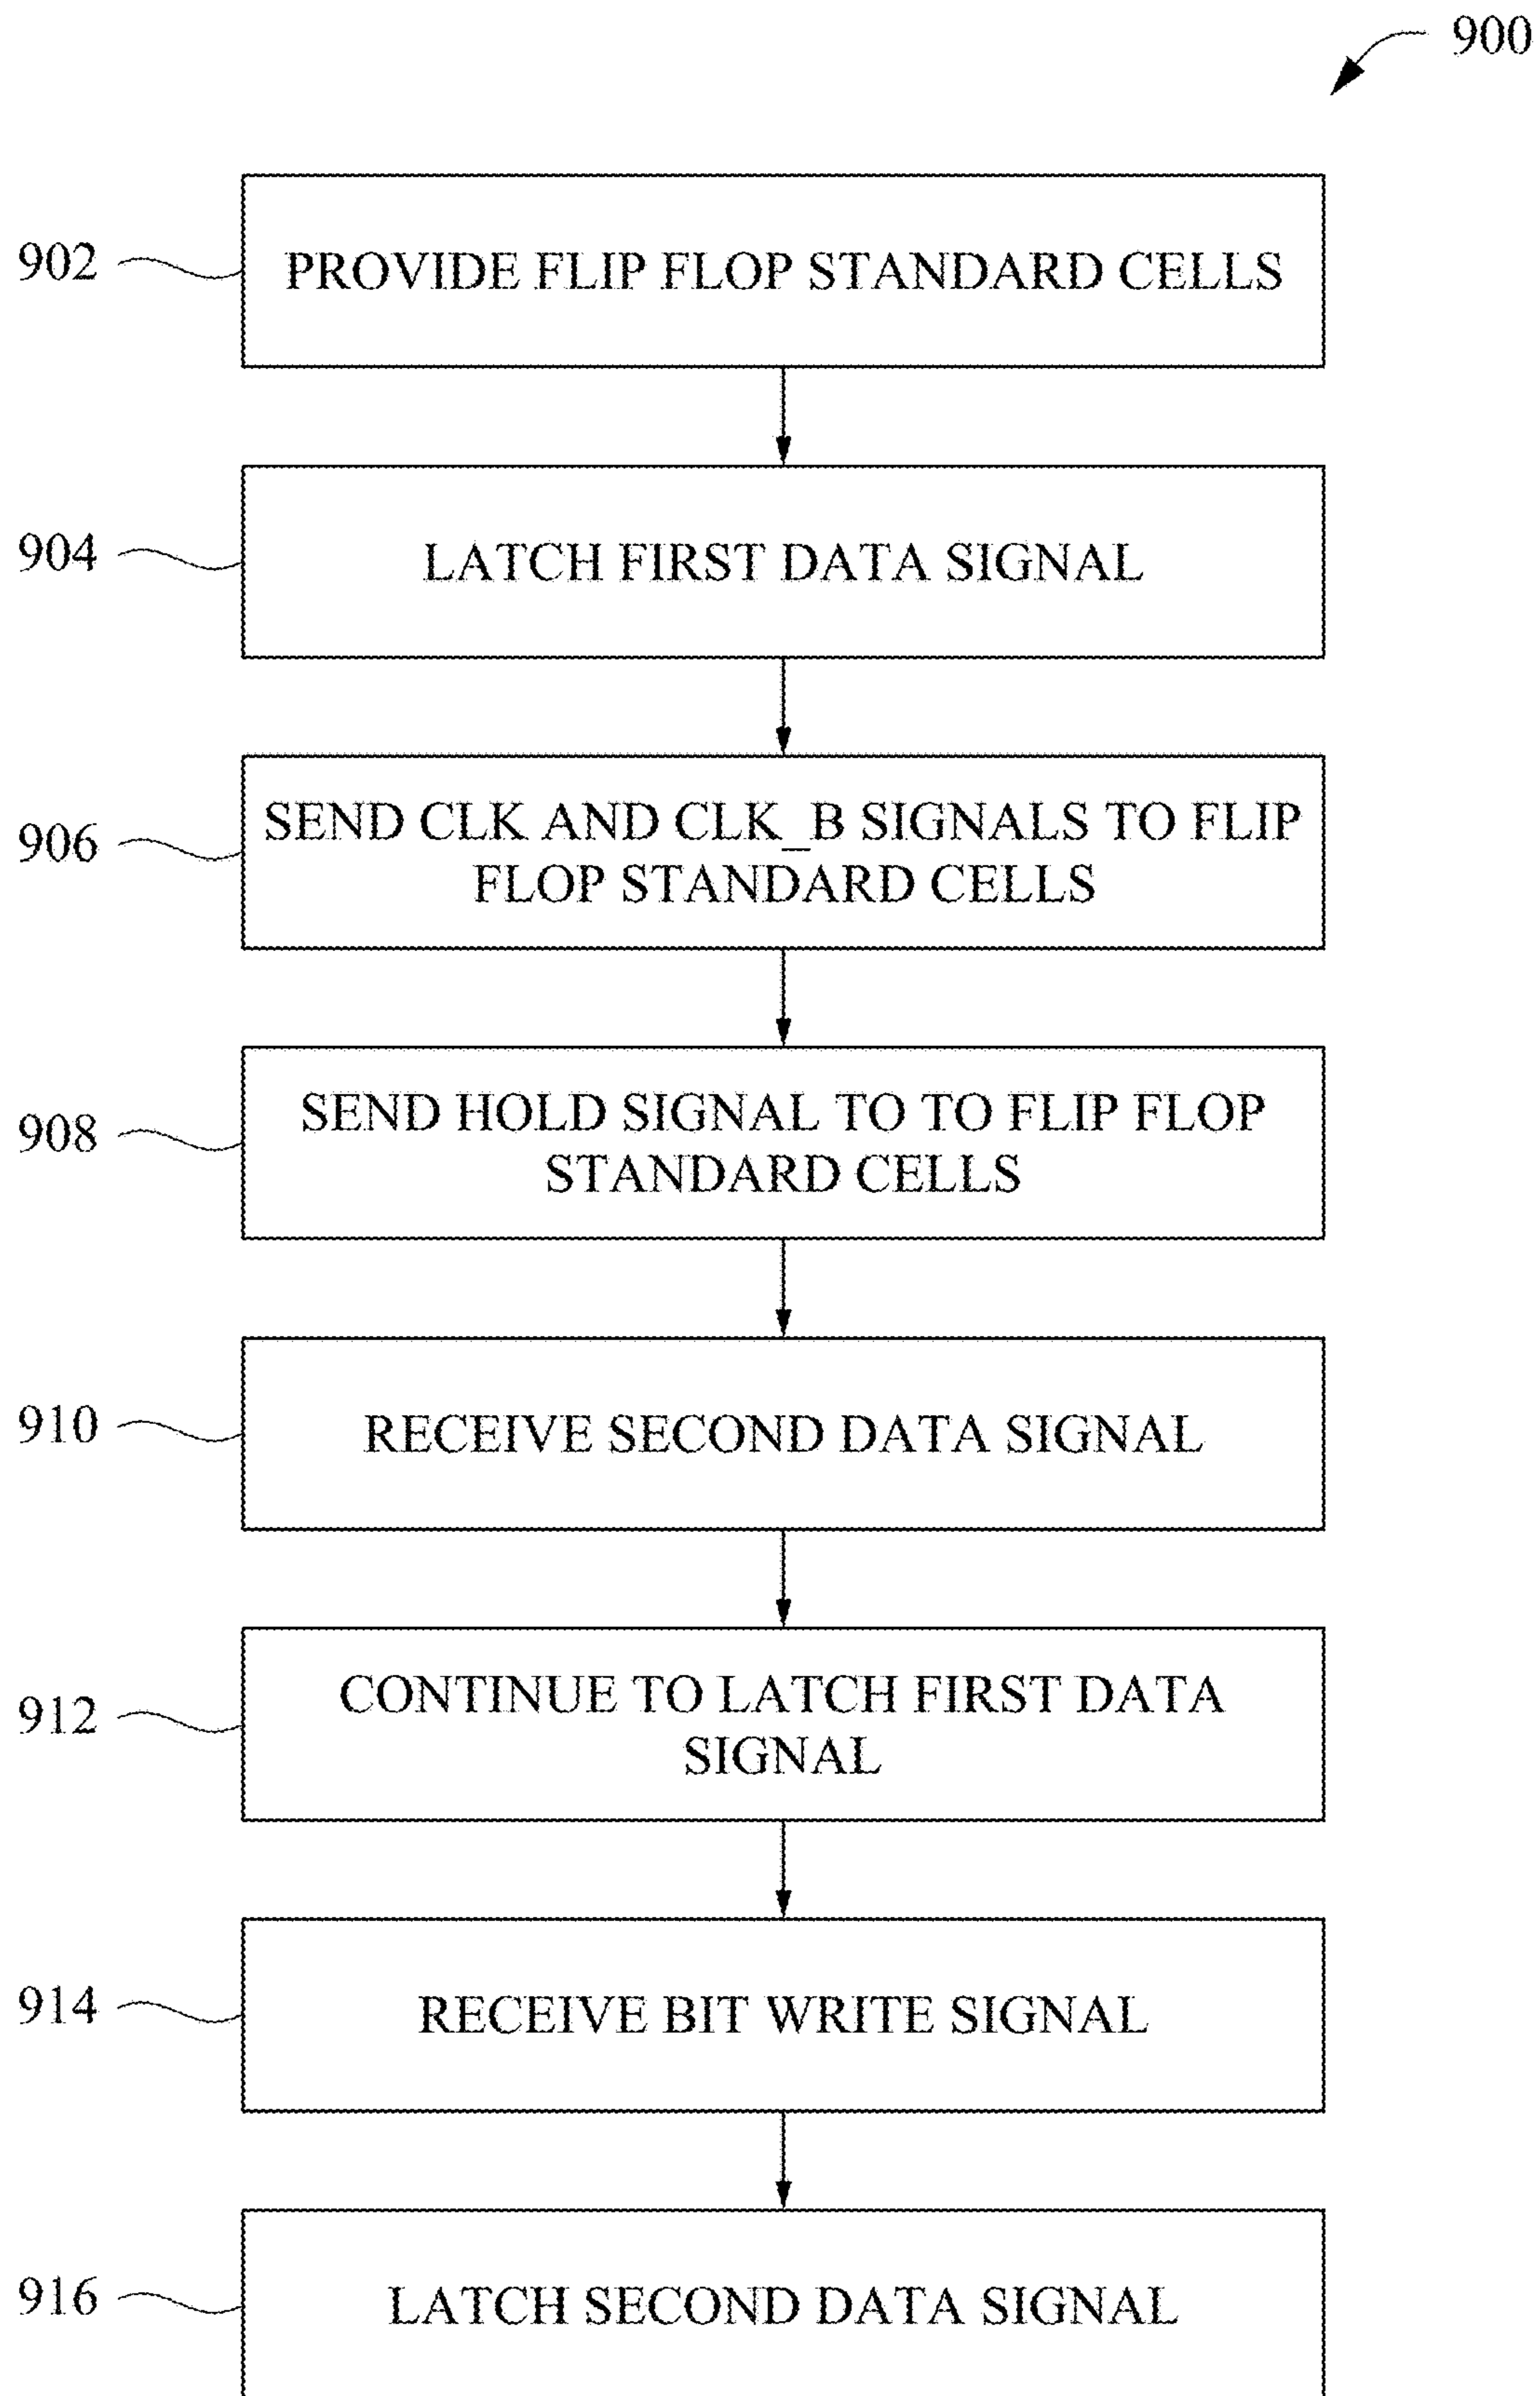 900
902
PROVIDE FLIP FLOP STANDARD CELLS
904
LATCH FIRST DATA SIGNAL
906
SEND CLK AND CLK_B SIGNALS TO FLIP
FLOP STANDARD CELLS
908
SEND HOLD SIGNAL TO TO FLIP FLOP
STANDARD CELLS
910
RECEIVE SECOND DATA SIGNAL
912
CONTINUE TO LATCH FIRST DATA
SIGNAL
914
RECEIVE BIT WRITE SIGNAL
916
LATCH SECOND DATA SIGNAL